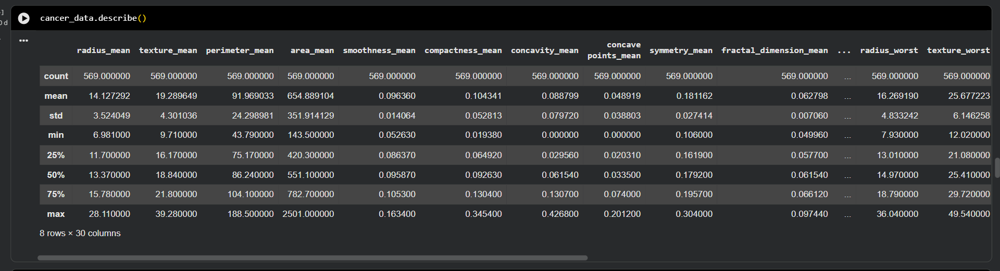 cancer_data.describe()
concave
radius_mean texture_mean perimeter_mean area_mean smoothness_mean compactness_mean concavity_mean points_mean symmetry_mean fractal_dimension_mean ... radius_worst texture_worst
count 569.000000 569.000000 569.000000 569.000000 569.000000 569.000000 569.000000 569.000000 569.000000 569.000000 ... 569.000000 569.000000
mean 14.127292 19.289649 91.969033 654.889104 0.096360 0.104341 0.088799 0.048919 0.181162 0.062798 ... 16.269190 25.677223
std 3.524049 4.301036 24.298981 351.914129 0.014064 0.052813 0.079720 0.038803 0.027414 0.007060 ... 4.833242 6.146258
min 6.981000 9.710000 43.790000 143.500000 0.052630 0.019380 0.000000 0.000000 0.106000 0.049960 ... 7.930000 12.020000
25% 11.700000 16.170000 75.170000 420.300000 0.086370 0.064920 0.029560 0.020310 0.161900 0.057700 ... 13.010000 21.080000
50% 13.370000 18.840000 86.240000 551.100000 0.095870 0.092630 0.061540 0.033500 0.179200 0.061540 ... 14.970000 25.410000
75% 15.780000 21.800000 104.100000 782.700000 0.105300 0.130400 0.130700 0.074000 0.195700 0.066120 ... 18.790000 29.720000
max 28.110000 39.280000 188.500000 2501.000000 0.163400 0.345400 0.426800 0.201200 0.304000 0.097440 ... 36.040000 49.540000
8 rows × 30 columns